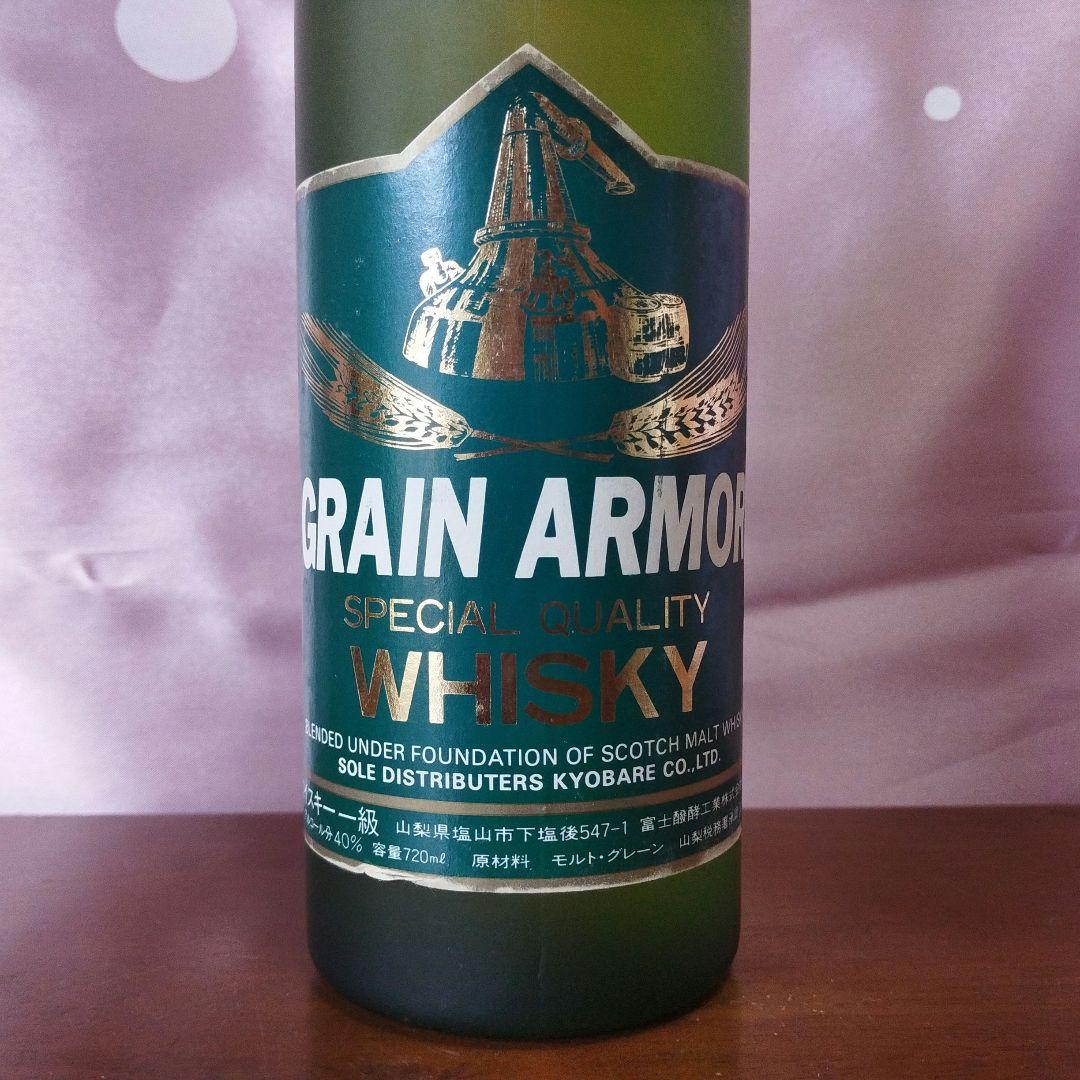 GRAIN ARMOR
SPECIAL QUALITY
WHISKY
BLENDED UNDER FOUNDATION OF SCOTCH MALT
SOLE DISTRIBUTERS KYOBARE CO.,LTD.
イスキー一級 山梨県塩山市下塩後547-1 富士醗酵工業株式会
アルコール分40% 容量720ml 原材料 モルト・グレーン 山梨税務署